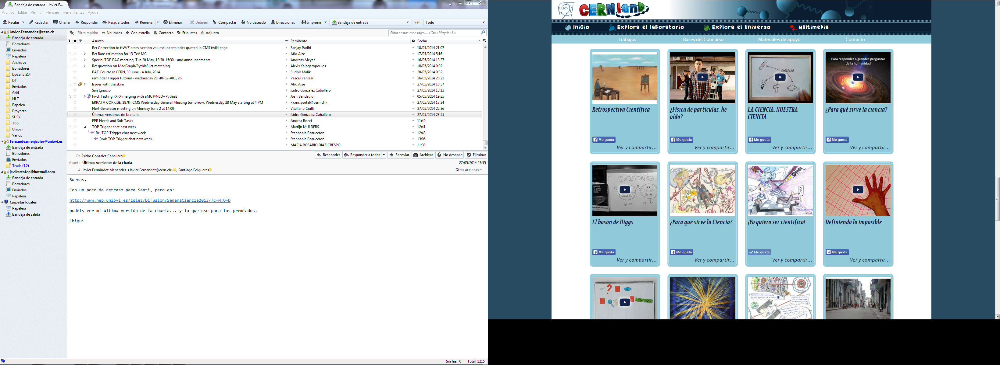 Bandeja de entrada - Javier.F...
Archivo Editar Ver Ir Mensaje Herramientas Ayuda
Recibir Redactar Charlar Responder Resp. a todos Reenviar Eliminar Detener Compactar No deseado Direcciones Imprimir Bandeja de entrada Ver: Todo
Javier.Fernandez@cern.ch
Bandeja de entrada
Borradores
Enviados
Papelera
Archivos
Borradores
Docencia14
DT
Enviados
Grid
HLT
Papeleo
Proyecto
SUSY
Top
Uniovi
Varios
fernandezmenjavier@uniovi.es
Bandeja de entrada
Borradores
Enviados
Trash (12)
javikartofen@hotmail.com
Bandeja de entrada
Borradores
Enviados
Papelera
Carpetas locales
Papelera
Bandeja de salida
Filtro rápido: No leídos Con estrella Contacto Etiquetas Adjunto Filtrar estos mensajes... <Ctrl+Mayús+K>
Asunto Remitente Fecha
Re: Correction to ttW/Z cross-section values/uncertainties quoted in CMS twiki page Sanjay Padhi 18/05/2014 21:07
Re: Rate estimation for 13 TeV MC Afiq Aize 17/05/2014 5:16
Special TOP PAG meeting, Tue 20 May, 13:30-15:30 - and announcements Andreas Meyer 16/05/2014 13:37
Re: question on MadGraph/Pythia8 jet matching Alexis Kalogeropoulos 18/05/2014 0:02
PAT Course at CERN, 30 June - 4 July, 2014 Sudhir Malik 20/05/2014 9:32
reminder Trigger tutorial - wednesday 28, 40-S2-A01, 9h Pascal Vanlaer 26/05/2014 20:25
Issues with the skim Afiq Aize 27/05/2014 10:37
San Ignacio Isidro Gonzalez Caballero 27/05/2014 13:13
Fwd: Testing FXFX merging with aMC@NLO+Pythia8 Josh Bendavid 05/05/2014 19:35
ERRATA CORRIGE: 187th CMS Wednesday General Meeting tomorrow, Wednesday 28 May starting at 4 PM <cms.portal@cern.ch> 27/05/2014 17:34
Next Generator meeting on Monday June 2 at 14:00 Vitaliano Ciulli 27/05/2014 22:36
Últimas versiones de la charla Isidro Gonzalez Caballero 27/05/2014 23:55
EPR Needs and Sub Tasks Andrea Bocci 11:40
TOP Trigger chat next week Martijn MULDERS 12:41
Re: TOP Trigger chat next week Stephanie Beauceron 12:43
Fwd: TOP Trigger chat next week Stephanie Beauceron 13:06
MARIA ROSARIO DIAZ CRESPO 11:30
De Isidro Gonzalez Caballero Responder Responder a todos Reenviar Archivar No deseado Eliminar
Asunto Últimas versiones de la charla 27/05/2014 23:55
A Javier Fernández Menéndez <Javier.Fernandez@cern.ch>, Santiago Folgueras Otras acciones
Buenas,
Con un poco de retraso para Santi, pero en:
http://www.hep.uniovi.es/iglez/Difusion/SemanaCiencia2013/?C=M;O=D
podéis ver mi última versión de la charla... y lo que uso para los premiados.
Chiqui
Sin leer: 0 Total: 1215
CERN CERNland
Inicio Explora el laboratorio Explora el universo Multimedia
Trabajos Bases del Concurso Materiales de apoyo Contacto
CIENCIA
Para responder a grandes preguntas
de la humanidad
Retrospectiva Científica
¿Física de partículas, he
oído?
LA CIENCIA, NUESTRA
CIENCIA
¿Para qué sirve la ciencia?
Me gusta Me gusta Me gusta Me gusta
Ver y compartir... Ver y compartir... Ver y compartir... Ver y compartir...
BOSONES
El bosón de Higgs
¿Para qué sirve la Ciencia?
¡Yo quiero ser científico!
Definiendo lo imposible.
Me gusta Me gusta Me gusta Me gusta
Ver y compartir... Ver y compartir... Ver y compartir... Ver y compartir...
HIPOTESIS